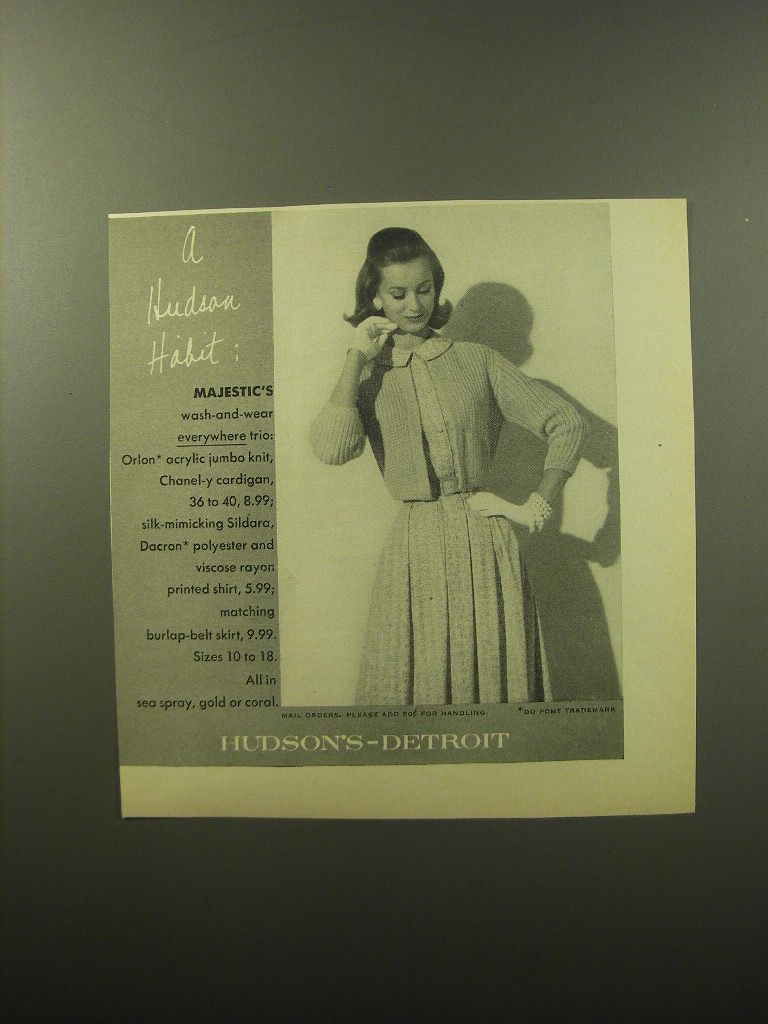 A
Hudson
Habit :
MAJESTIC'S
wash-and-wear
everywhere trio:
Orlon* acrylic jumbo knit,
Chanel-y cardigan,
36 to 40, 8.99;
silk-mimicking Sildara,
Dacron* polyester and
viscose rayon
printed shirt, 5.99;
matching
burlap-belt skirt, 9.99.
Sizes 10 to 18.
All in
sea spray, gold or coral.
MAIL ORDERS, PLEASE ADD 50¢ FOR HANDLING
*DU PONT TRADEMARK
HUDSON'S-DETROIT